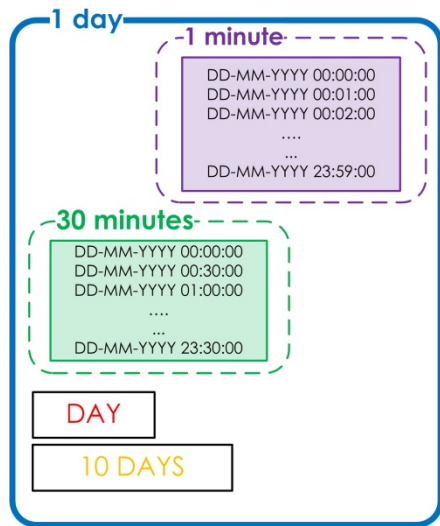 1 day
1 minute
DD-MM-YYYY 00:00:00
DD-MM-YYYY 00:01:00
DD-MM-YYYY 00:02:00
....
...
DD-MM-YYYY 23:59:00
30 minutes
DD-MM-YYYY 00:00:00
DD-MM-YYYY 00:30:00
DD-MM-YYYY 01:00:00
....
...
DD-MM-YYYY 23:30:00
DAY
10 DAYS